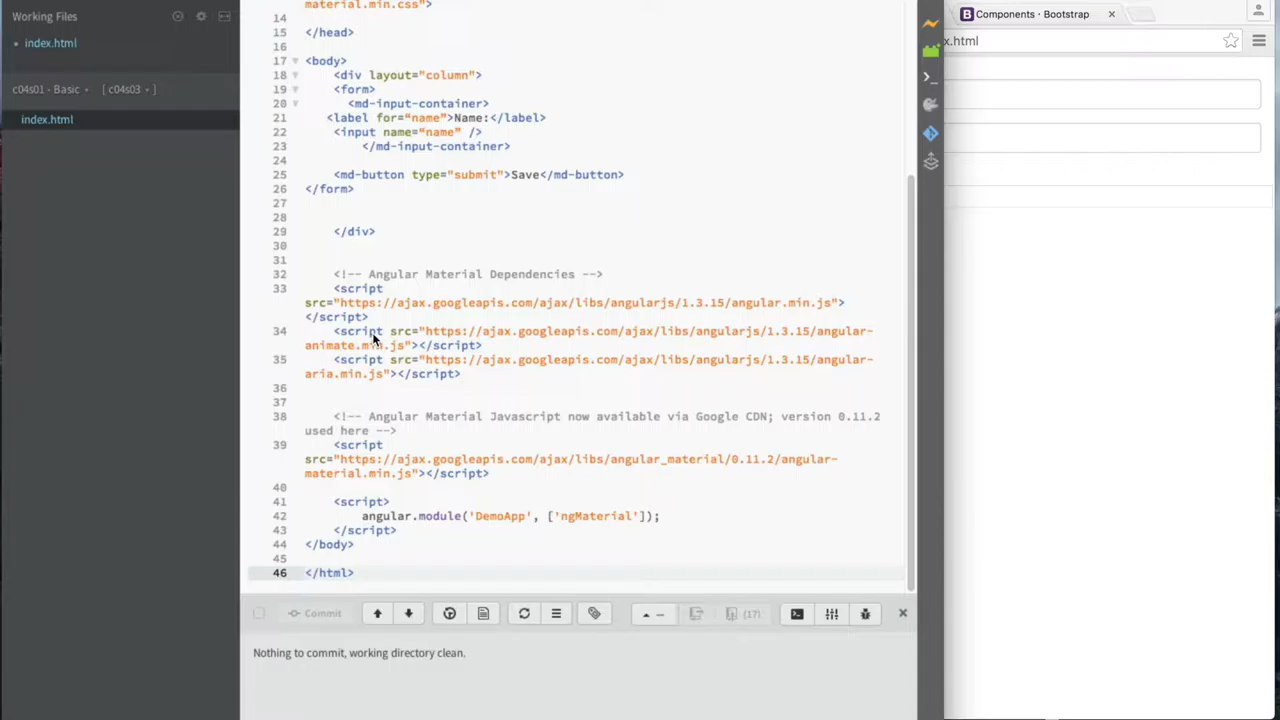 Working Files
index.html
c04s01 - Basic
[ c04s03 ]
index.html
material.min.css">
14
15 </head>
16
17 <body>
18 <div layout="column">
19 <form>
20 <md-input-container>
21 <label for="name">Name:</label>
22 <input name="name" />
23 </md-input-container>
24
25 <md-button type="submit">Save</md-button>
26 </form>
27
28
29 </div>
30
31
32 <!-- Angular Material Dependencies -->
33 <script
src="https://ajax.googleapis.com/ajax/libs/angularjs/1.3.15/angular.min.js">
</script>
34 <script src="https://ajax.googleapis.com/ajax/libs/angularjs/1.3.15/angular-
animate.min.js"></script>
35 <script src="https://ajax.googleapis.com/ajax/libs/angularjs/1.3.15/angular-
aria.min.js"></script>
36
37
38 <!-- Angular Material Javascript now available via Google CDN; version 0.11.2
used here -->
39 <script
src="https://ajax.googleapis.com/ajax/libs/angular_material/0.11.2/angular-
material.min.js"></script>
40
41 <script>
42 angular.module('DemoApp', ['ngMaterial']);
43 </script>
44 </body>
45
46 </html>
Commit
(17)
Nothing to commit, working directory clean.
B Components · Bootstrap
x.html